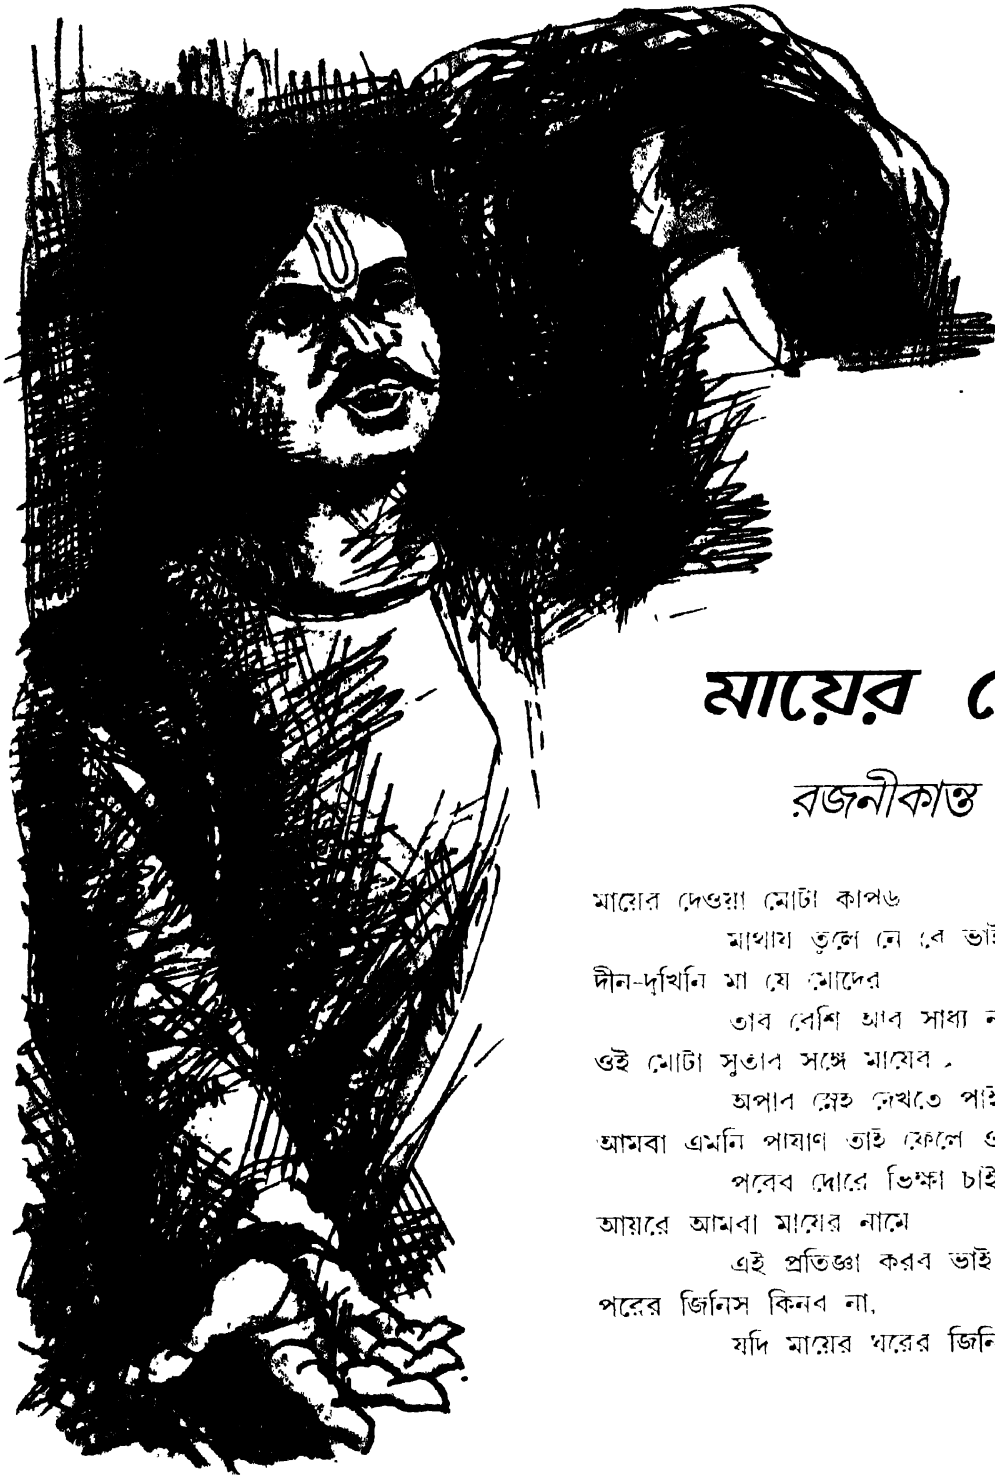 মায়ের
রজনীকান্ত
মায়ের দেওয়া মোটা কাপড়
মাথায় তুলে নে রে ভাই
দীন-দুখিনি মা যে মোদের
তার বেশি আর সাধ্য
ওই মোটা সুতার সঙ্গে মায়ের
অপার স্নেহ দেখতে পাই
আমরা এমনি পাষাণ তাই ফেলে
পরের দোরে ভিক্ষা চাই
আয়রে আমরা মায়ের নামে
এই প্রতিজ্ঞা করব ভাই
পরের জিনিস কিনব না,
যদি মায়ের ঘরের